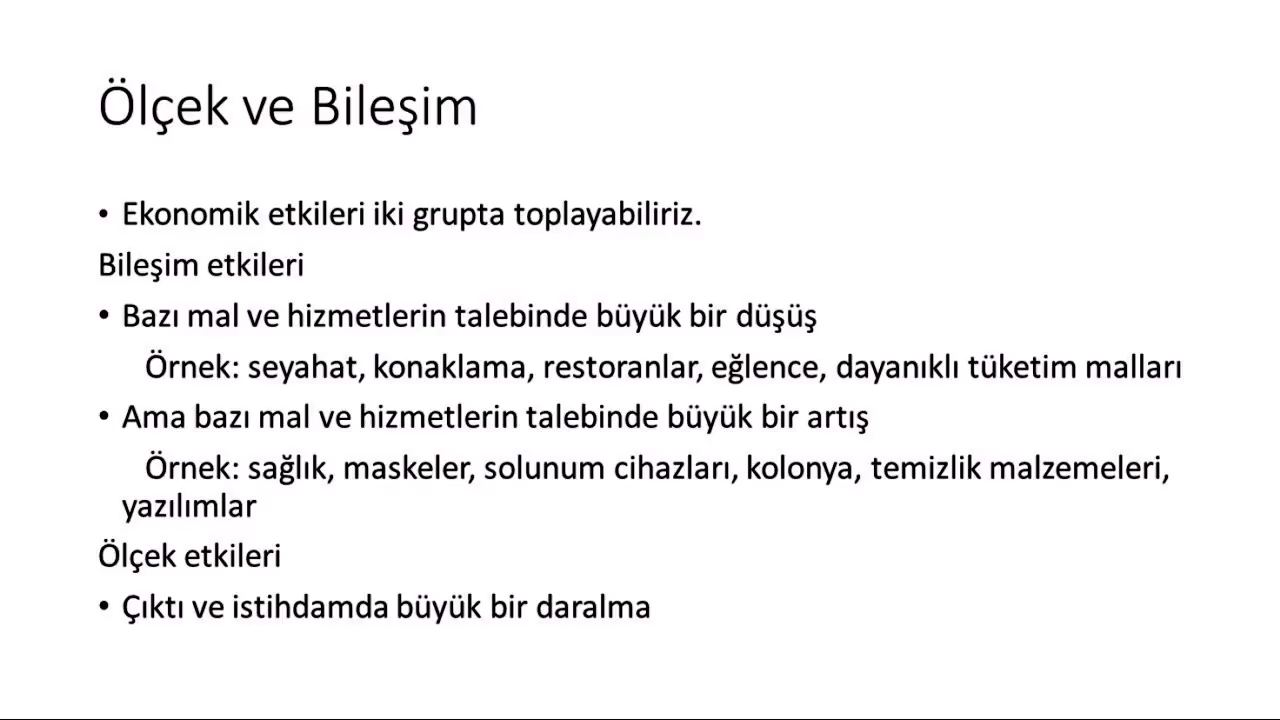 Ölçek ve Bileşim
• Ekonomik etkileri iki grupta toplayabiliriz.
Bileşim etkileri
• Bazı mal ve hizmetlerin talebinde büyük bir düşüş
Örnek: seyahat, konaklama, restoranlar, eğlence, dayanıklı tüketim malları
• Ama bazı mal ve hizmetlerin talebinde büyük bir artış
Örnek: sağlık, maskeler, solunum cihazları, kolonya, temizlik malzemeleri,
yazılımlar
Ölçek etkileri
• Çıktı ve istihdamda büyük bir daralma